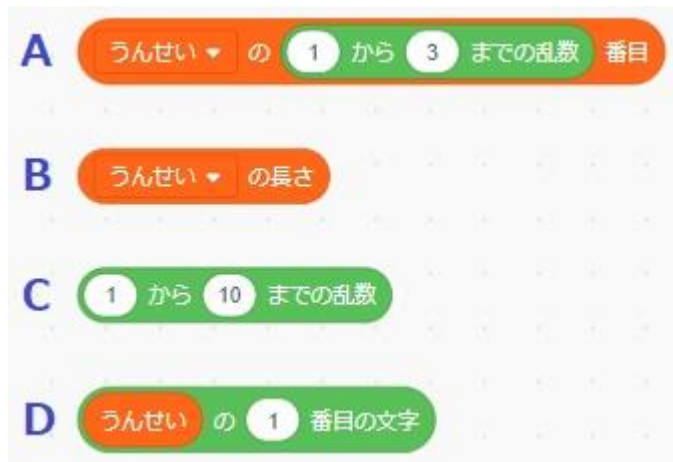 A うんせい の 1 から 3 までの乱数 番目
B うんせい の長さ
C 1 から 10 までの乱数
D うんせい の 1 番目の文字